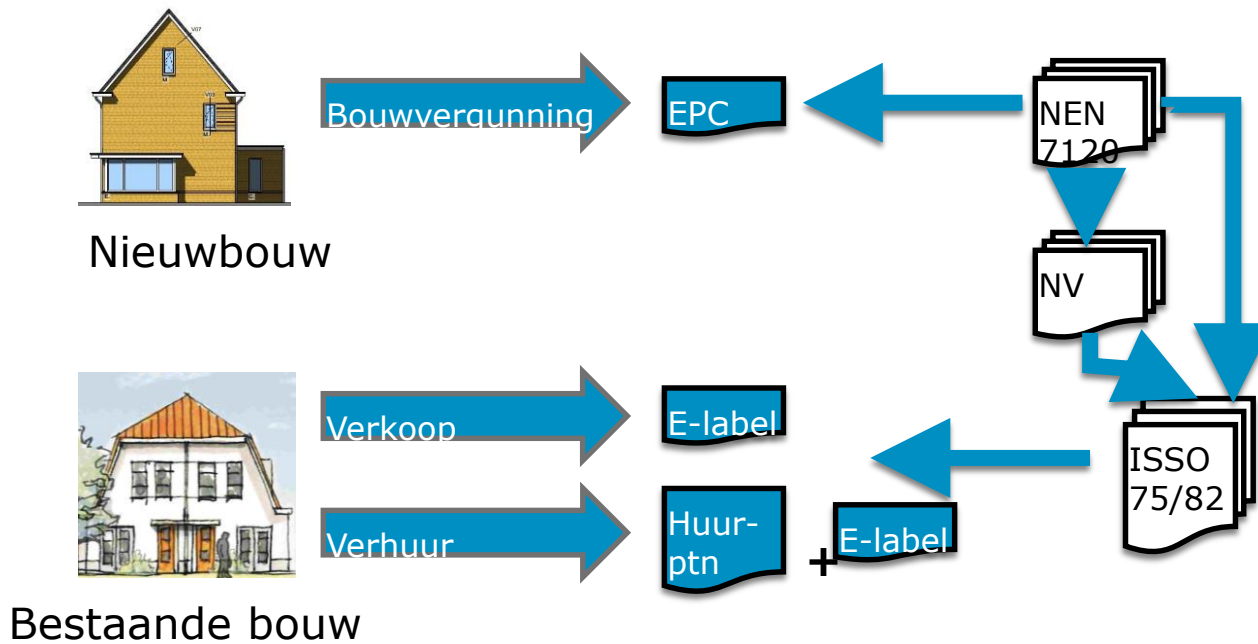 Bouwvergunning
EPC
NEN
7120
Nieuwbouw
NV
Verkoop
E-label
ISSO
75/82
Verhuur
Huur-
ptn
+
E-label
Bestaande bouw